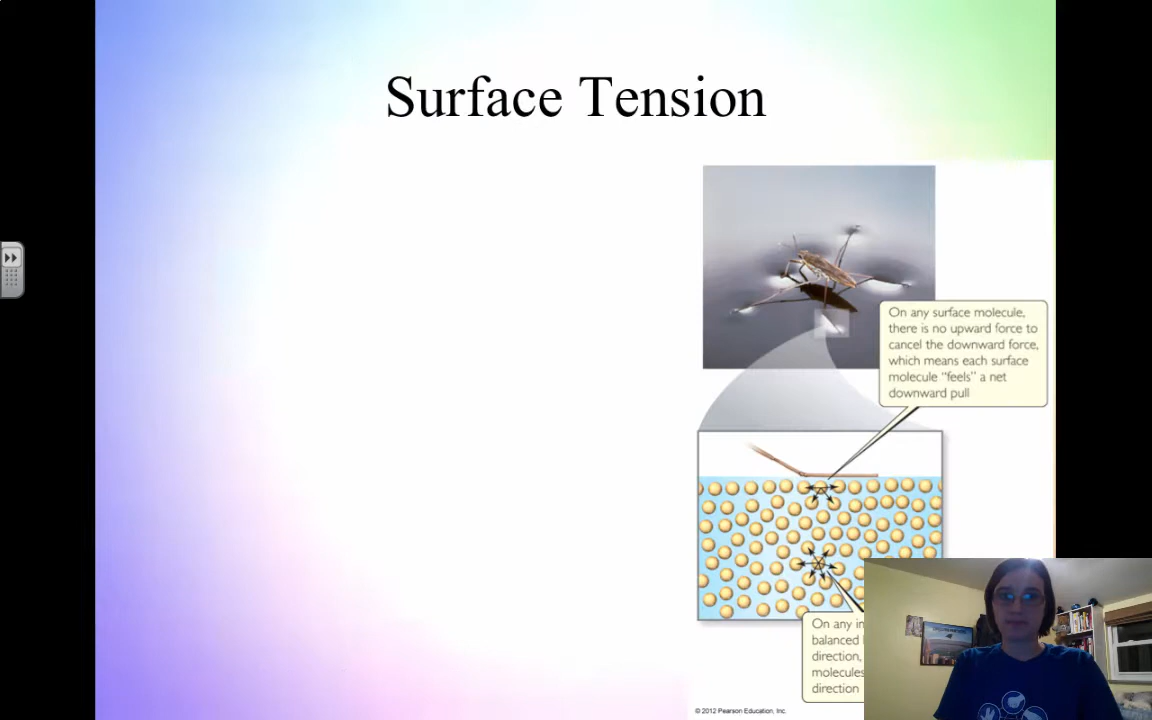 Surface Tension
On any surface molecule,
there is no upward force to
cancel the downward force,
which means each surface
molecule "feels" a net
downward pull
On any
balanced
direction,
molecules
direction
© 2012 Pearson Education, Inc.